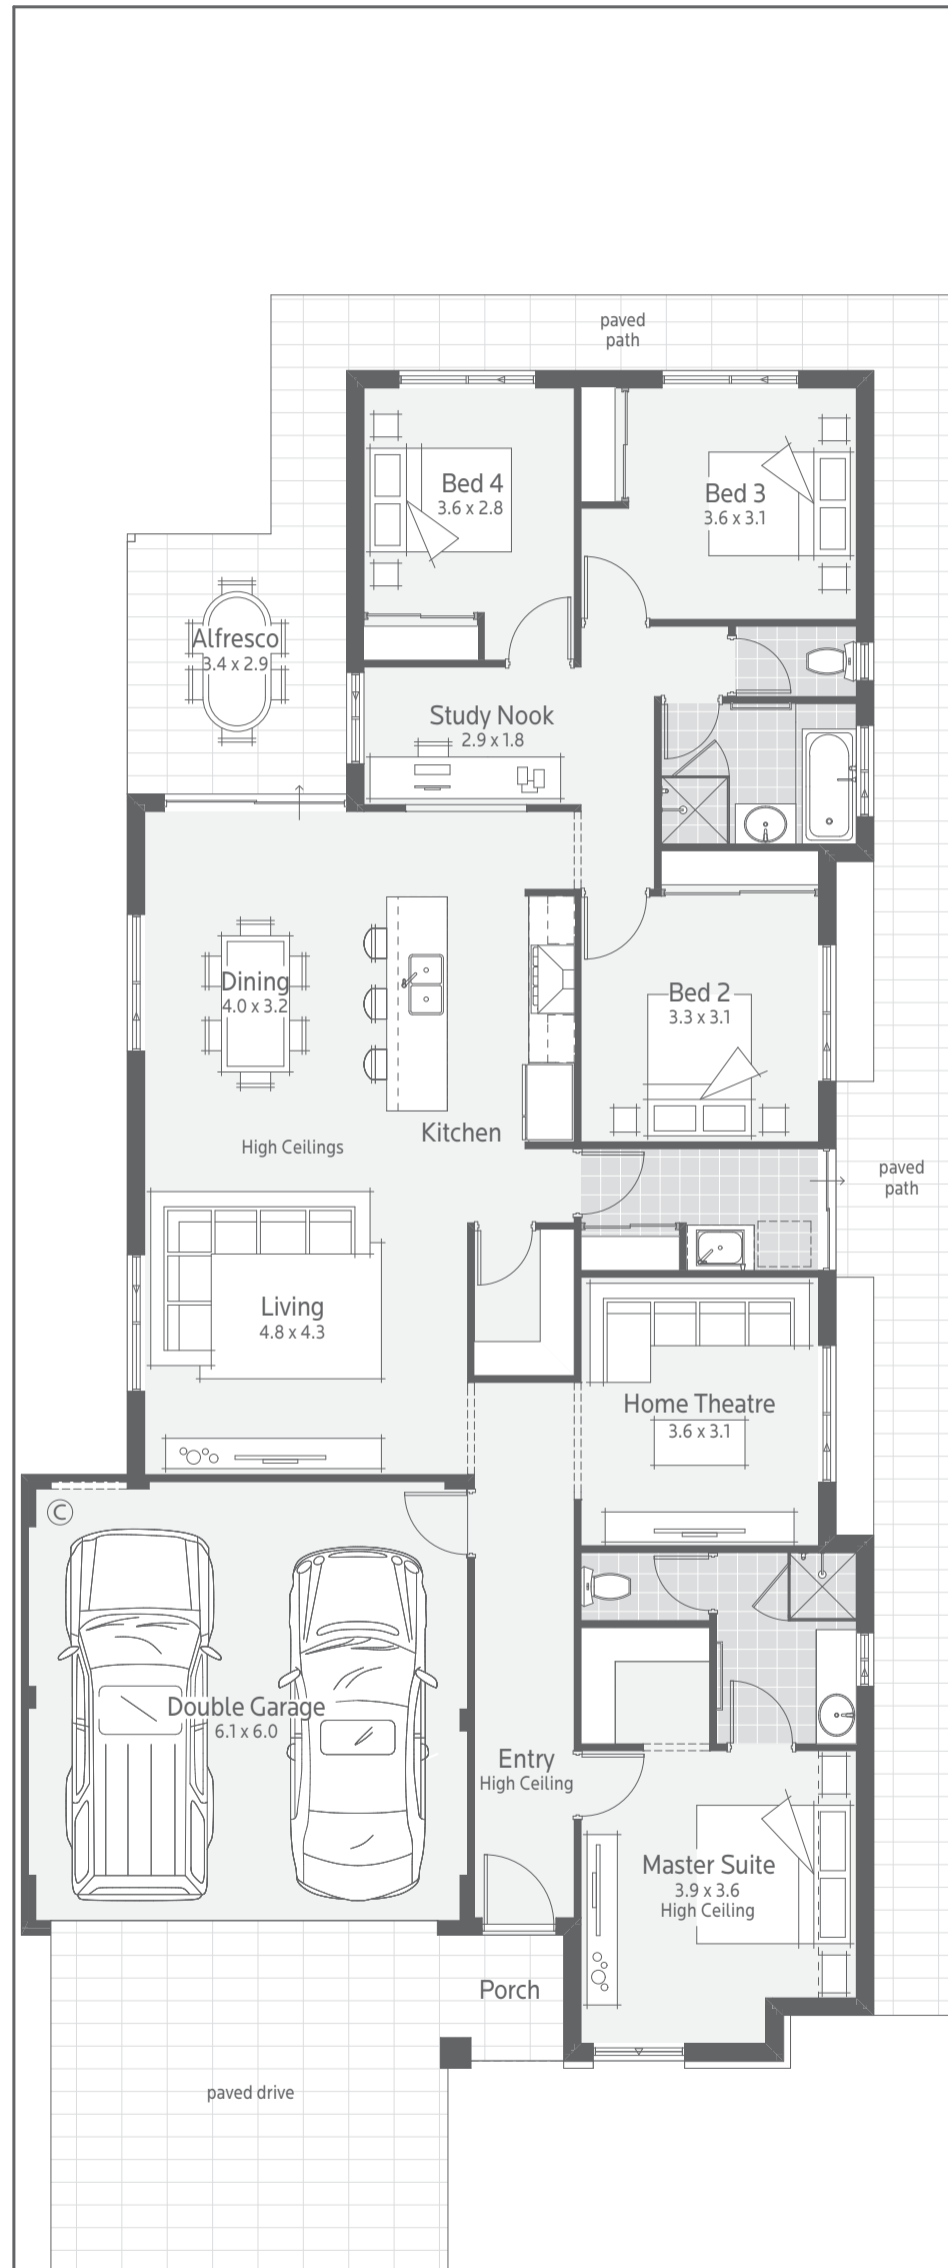 paved
path
Bed 4
3.6 x 2.8
Bed 3
3.6 x 3.1
Alfresco
3.4 x 2.9
Study Nook
2.9 x 1.8
Dining
4.0 x 3.2
Bed 2
3.3 x 3.1
Kitchen
High Ceilings
paved
path
Living
4.8 x 4.3
Home Theatre
3.6 x 3.1
C
Double Garage
6.1 x 6.0
Entry
High Ceiling
Master Suite
3.9 x 3.6
High Ceiling
Porch
paved drive